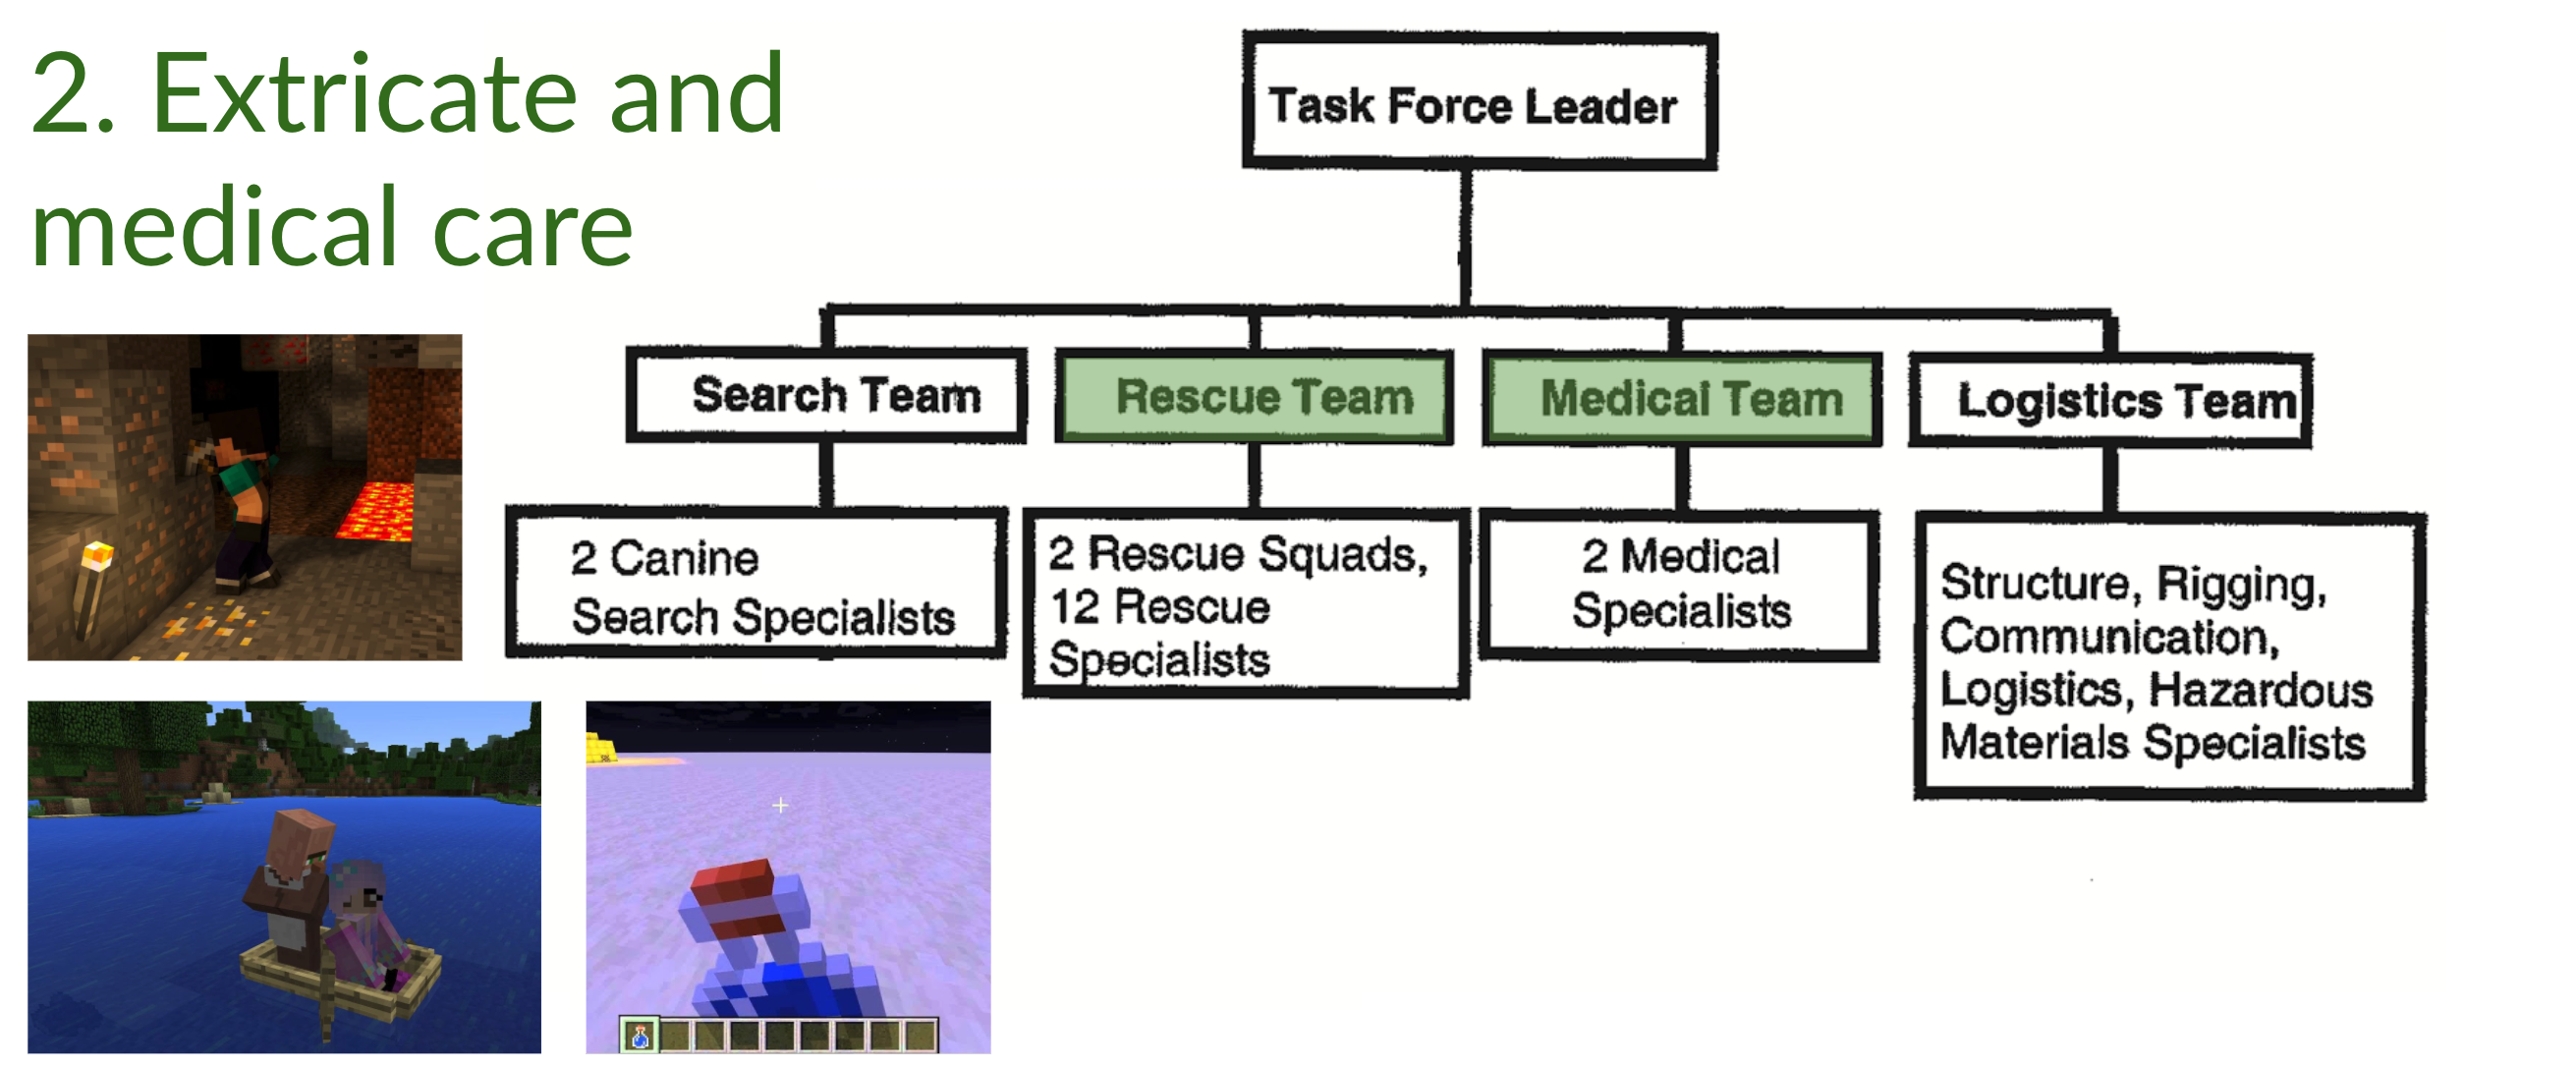 2. Extricate and
medical care
Task Force Leader
Search Team
Rescue Team
Medical Team
Logistics Team
2 Canine
Search Specialists
2 Rescue Squads,
12 Rescue
Specialists
2 Medical
Specialists
Structure, Rigging,
Communication,
Logistics, Hazardous
Materials Specialists